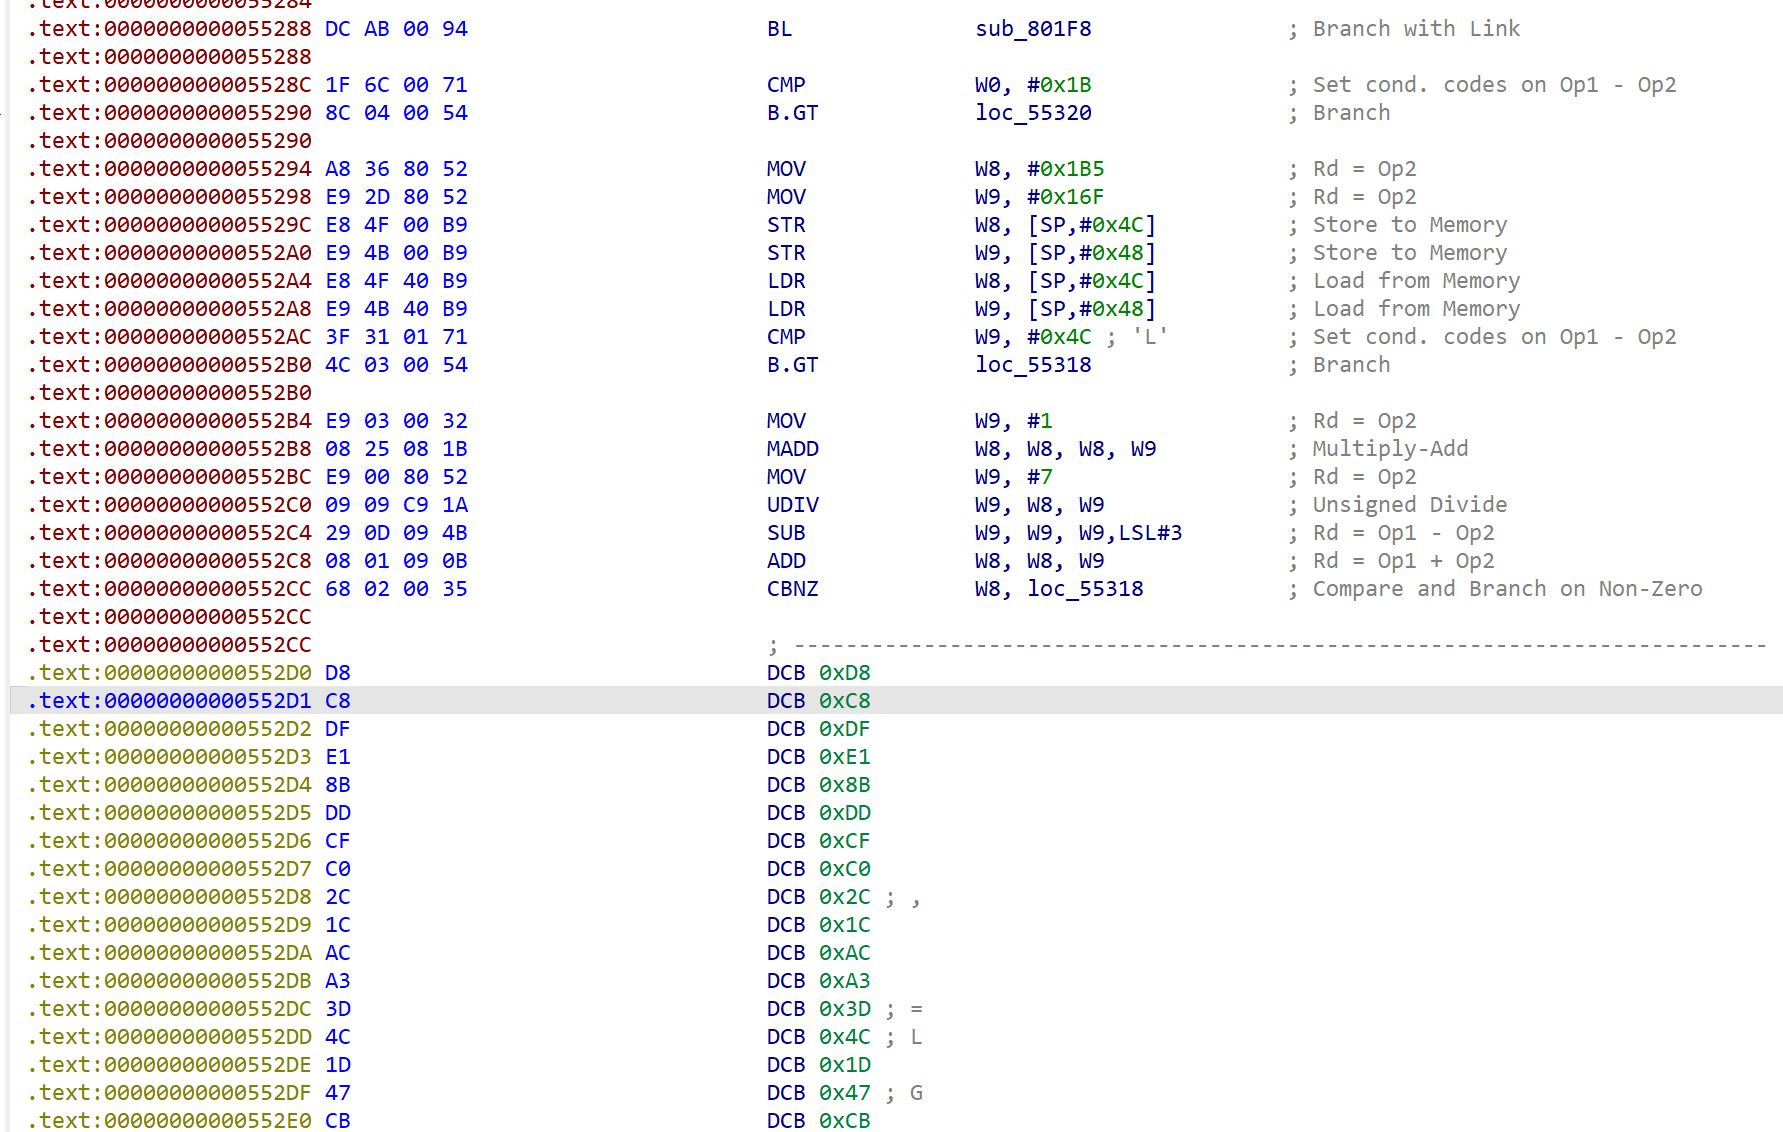 .text:0000000000055284
.text:0000000000055288 DC AB 00 94 BL sub_801F8 ; Branch with Link
.text:0000000000055288
.text:000000000005528C 1F 6C 00 71 CMP W0, #0x1B ; Set cond. codes on Op1 - Op2
.text:0000000000055290 8C 04 00 54 B.GT loc_55320 ; Branch
.text:0000000000055290
.text:0000000000055294 A8 36 80 52 MOV W8, #0x1B5 ; Rd = Op2
.text:0000000000055298 E9 2D 80 52 MOV W9, #0x16F ; Rd = Op2
.text:000000000005529C E8 4F 00 B9 STR W8, [SP,#0x4C] ; Store to Memory
.text:00000000000552A0 E9 4B 00 B9 STR W9, [SP,#0x48] ; Store to Memory
.text:00000000000552A4 E8 4F 40 B9 LDR W8, [SP,#0x4C] ; Load from Memory
.text:00000000000552A8 E9 4B 40 B9 LDR W9, [SP,#0x48] ; Load from Memory
.text:00000000000552AC 3F 31 01 71 CMP W9, #0x4C ; 'L' ; Set cond. codes on Op1 - Op2
.text:00000000000552B0 4C 03 00 54 B.GT loc_55318 ; Branch
.text:00000000000552B0
.text:00000000000552B4 E9 03 00 32 MOV W9, #1 ; Rd = Op2
.text:00000000000552B8 08 25 08 1B MADD W8, W8, W8, W9 ; Multiply-Add
.text:00000000000552BC E9 00 80 52 MOV W9, #7 ; Rd = Op2
.text:00000000000552C0 09 09 C9 1A UDIV W9, W8, W9 ; Unsigned Divide
.text:00000000000552C4 29 0D 09 4B SUB W9, W9, W9,LSL#3 ; Rd = Op1 - Op2
.text:00000000000552C8 08 01 09 0B ADD W8, W8, W9 ; Rd = Op1 + Op2
.text:00000000000552CC 68 02 00 35 CBNZ W8, loc_55318 ; Compare and Branch on Non-Zero
.text:00000000000552CC
.text:00000000000552CC ; ---------------------------------------------------------------------------
.text:00000000000552D0 D8 DCB 0xD8
.text:00000000000552D1 C8 DCB 0xC8
.text:00000000000552D2 DF DCB 0xDF
.text:00000000000552D3 E1 DCB 0xE1
.text:00000000000552D4 8B DCB 0x8B
.text:00000000000552D5 DD DCB 0xDD
.text:00000000000552D6 CF DCB 0xCF
.text:00000000000552D7 C0 DCB 0xC0
.text:00000000000552D8 2C DCB 0x2C ; ,
.text:00000000000552D9 1C DCB 0x1C
.text:00000000000552DA AC DCB 0xAC
.text:00000000000552DB A3 DCB 0xA3
.text:00000000000552DC 3D DCB 0x3D ; =
.text:00000000000552DD 4C DCB 0x4C ; L
.text:00000000000552DE 1D DCB 0x1D
.text:00000000000552DF 47 DCB 0x47 ; G
.text:00000000000552E0 CB DCB 0xCB